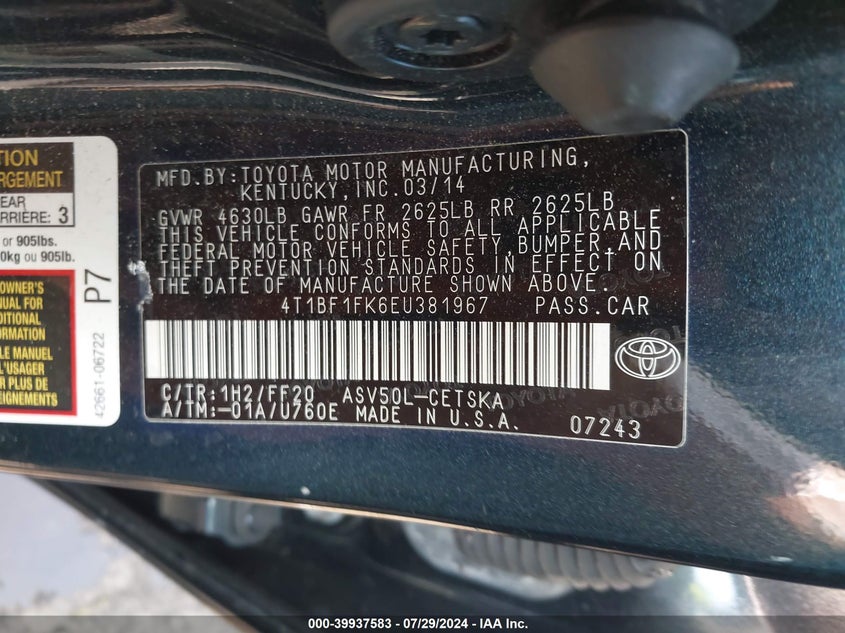 TION
ARGEMENT
EAR
ARRIÈRE: 3
or 905lbs.
0kg ou 905lb.
OWNER'S
NUAL FOR
DDITIONAL
ORMATION
LE MANUEL
L'USAGER
R PLUS DE
EIGNEMENTS
P7
42661-06722
MFD.BY:TOYOTA MOTOR MANUFACTURING,
KENTUCKY,INC.03/14
GVWR 4630LB GAWR FR 2625LB RR 2625LB
THIS VEHICLE CONFORMS TO ALL APPLICABLE
FEDERAL MOTOR VEHICLE SAFETY, BUMPER,AND
THEFT PREVENTION STANDARDS IN EFFECT ON
THE DATE OF MANUFACTURE SHOWN ABOVE.
4T1BF1FK6EU381967 PASS.CAR
C/TR:1H2/FF20 ASV50L-CETSKA
A/TM:-01A/U760E MADE IN U.S.A.
07243
000-39937583 / 07/29/2024 - IAA Inc.